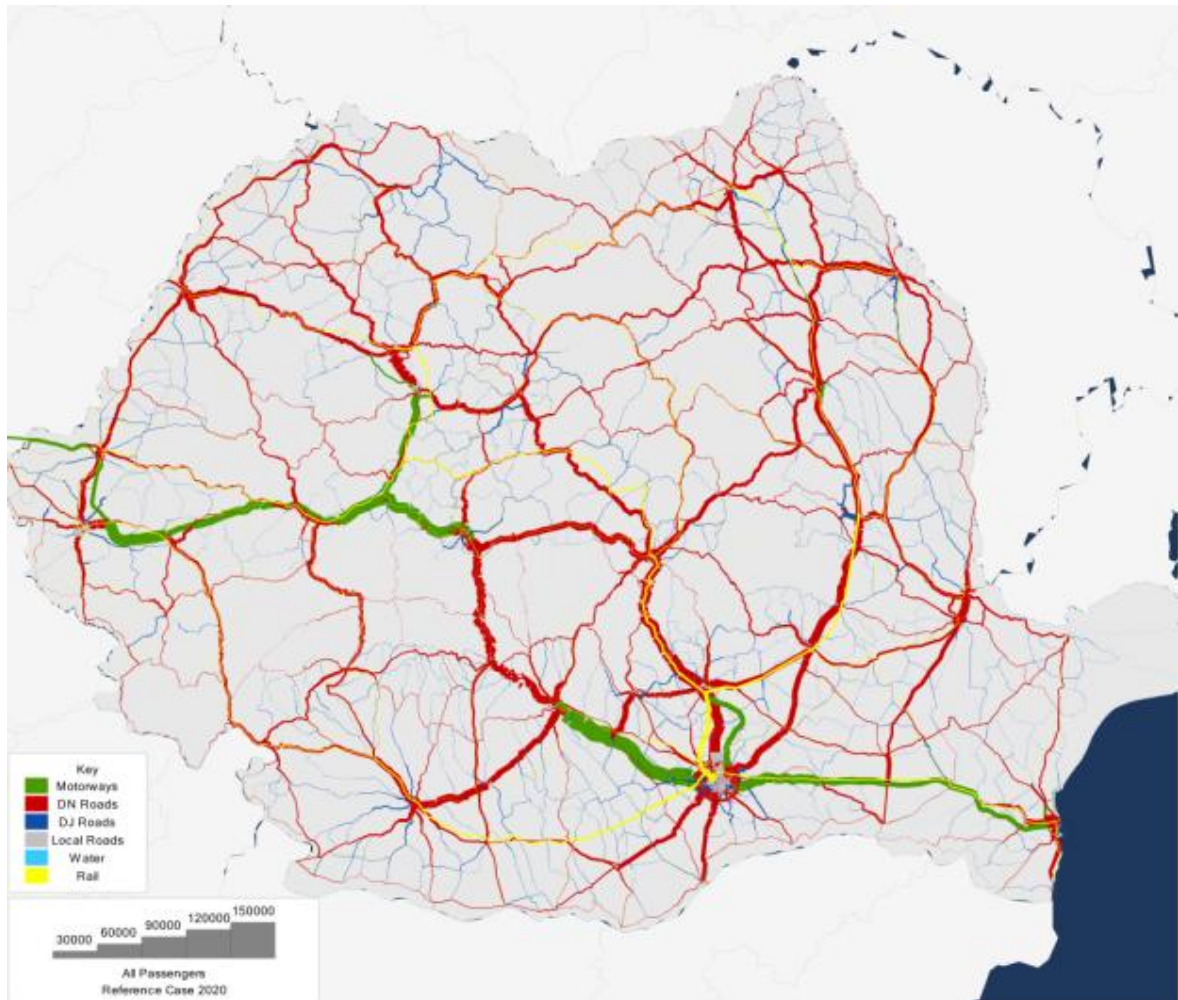 Key
Motorways
DN Roads
DJ Roads
Local Roads
Water
Rail
30000 60000 90000 120000 150000
All Passengers
Reference Case 2020